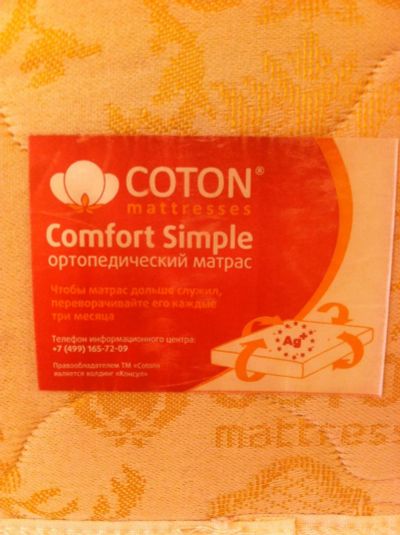 COTON®
mattresses
Comfort Simple
ортопедический матрас
Чтобы матрас дольше служил,
переворачивайте его каждые
три месяца
Телефон информационного центра:
+7 (499) 165-72-09
Правообладателем ТМ «Coton»
является холдинг «Консул»
Ag+
mattress